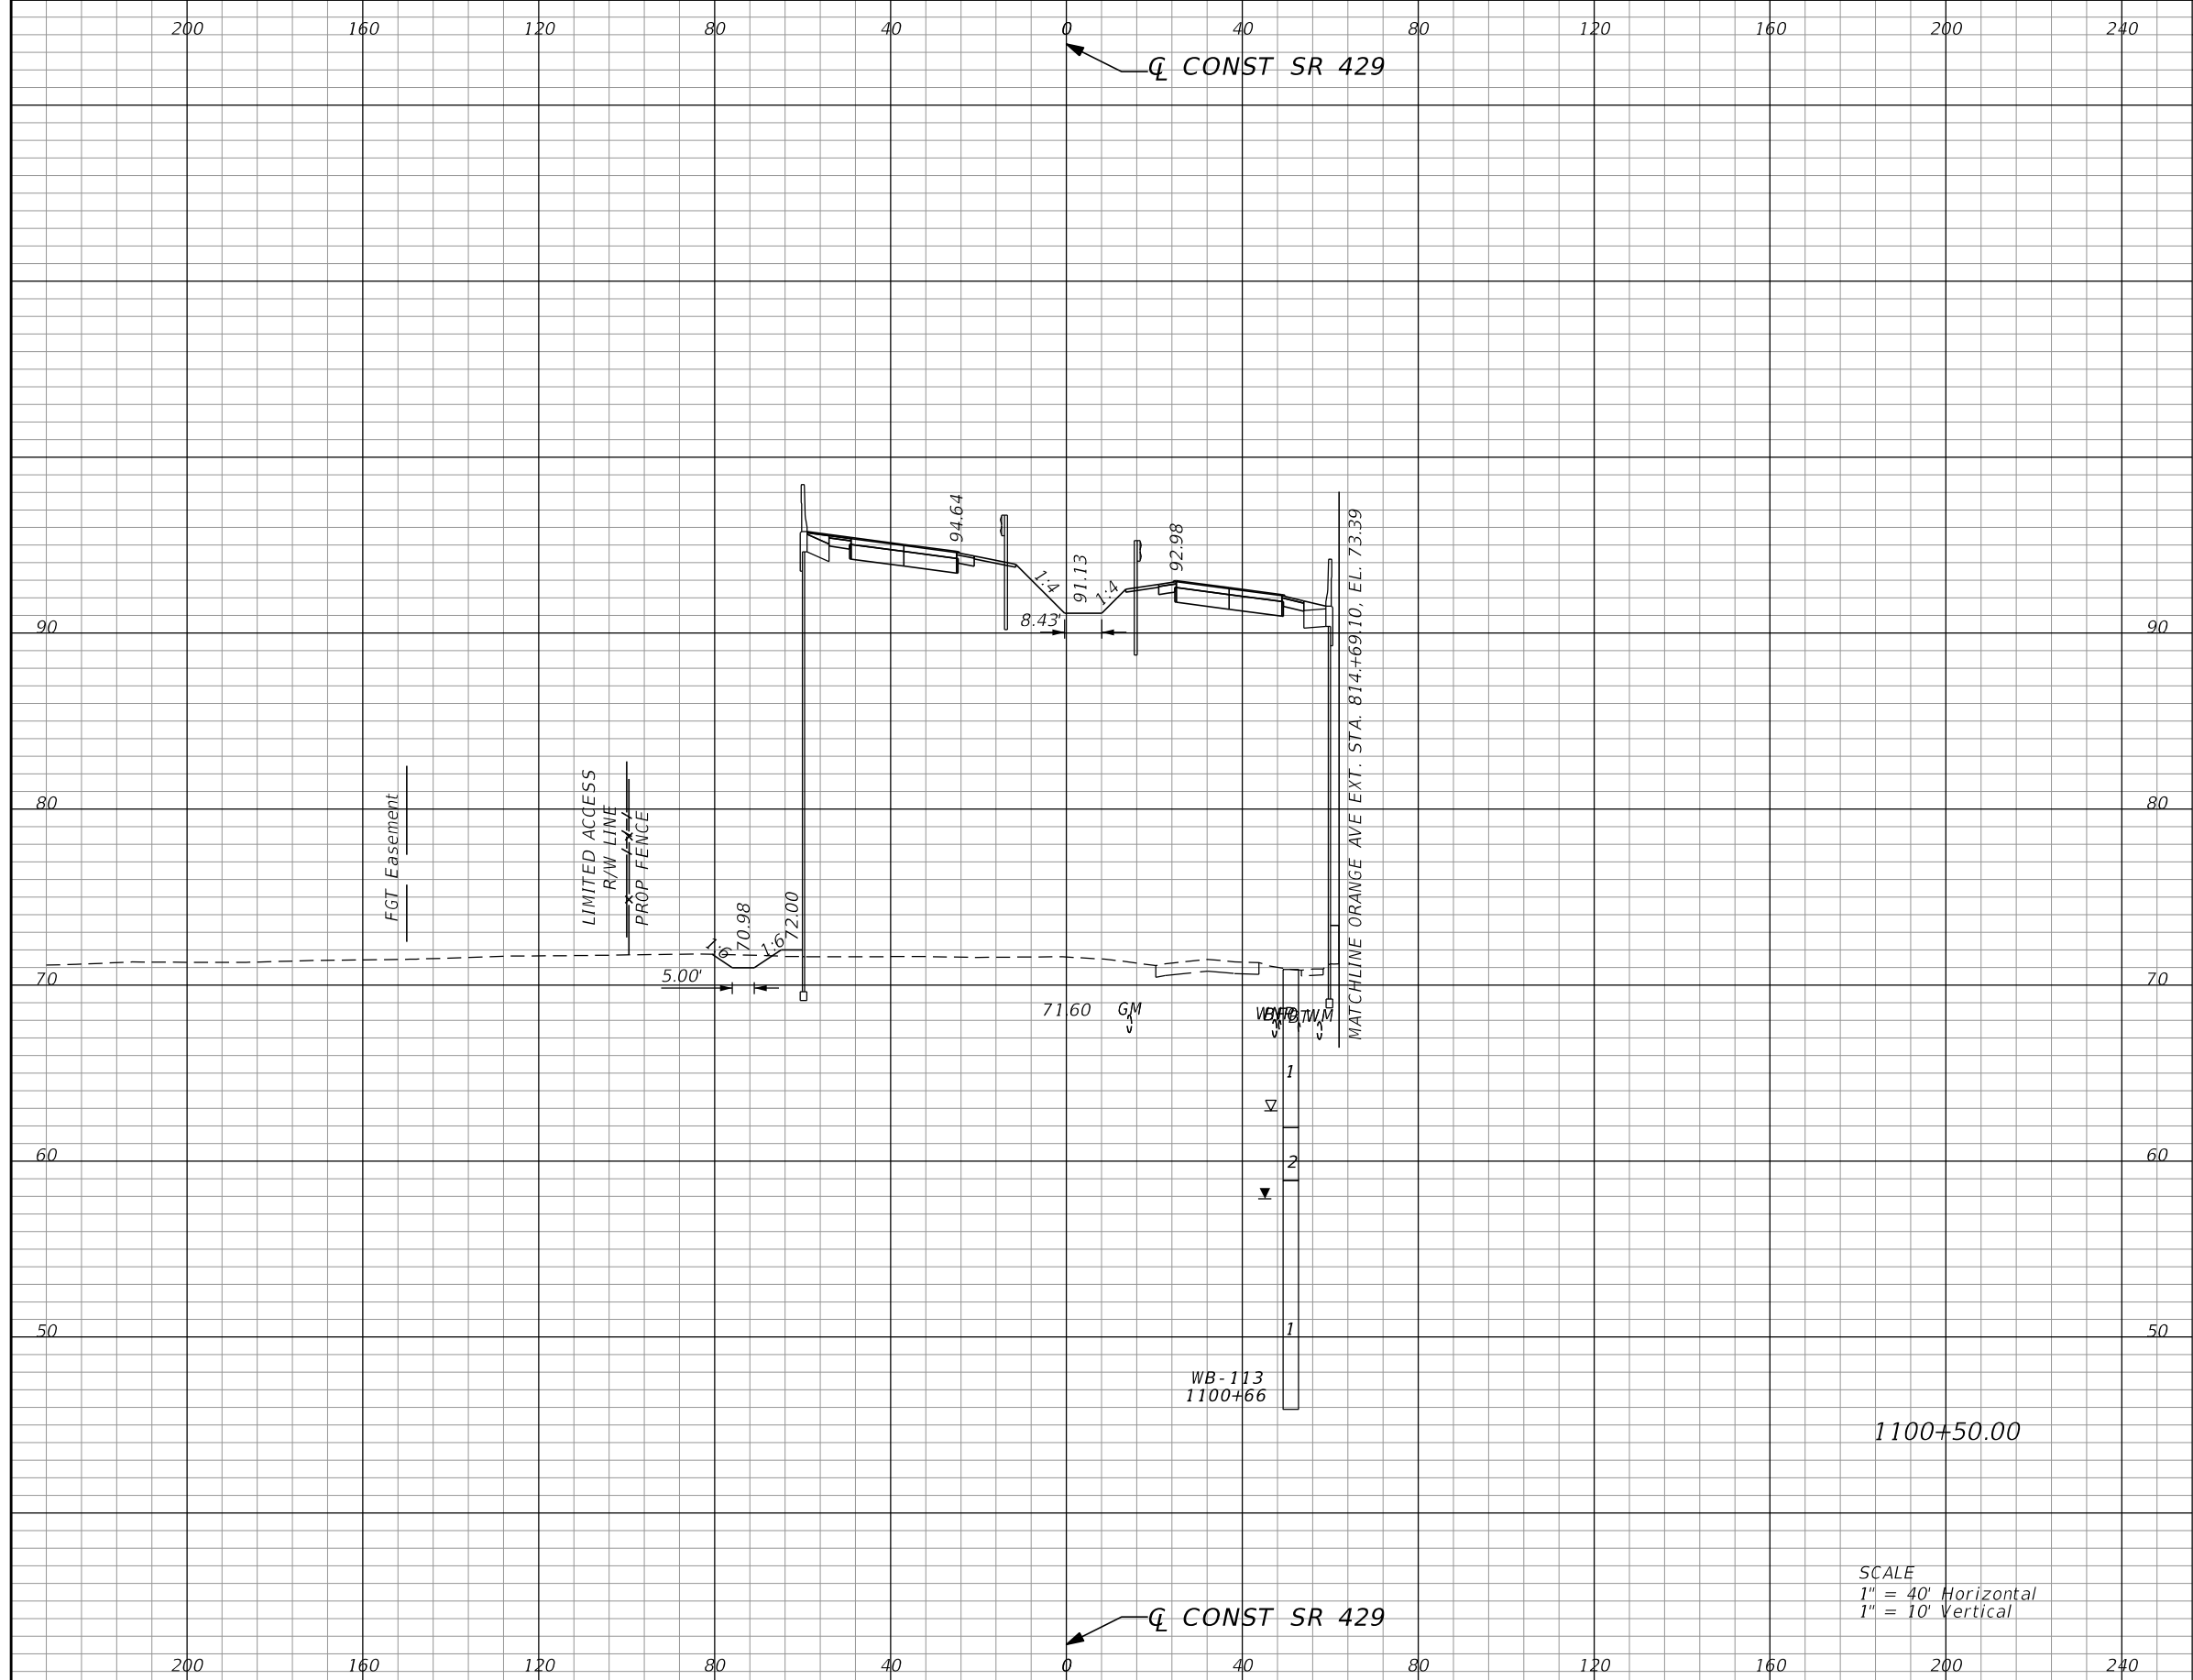 200 160 120 80 40 0 40 80 120 160 200 240
℄ CONST SR 429
94.64
92.98
91.13
1:4
1:4
8.43'
MATCHLINE ORANGE AVE EXT. STA. 814.+69.10, EL. 73.39
90 90
80 80
FGT Easement
LIMITED ACCESS
R/W LINE
PROP FENCE
72.00
70.98
1:6
1:6
5.00'
70 70
71.60
GM
WM
1
60 60
2
50 50
1
WB-113
1100+66
1100+50.00
SCALE
1" = 40' Horizontal
1" = 10' Vertical
℄ CONST SR 429
200 160 120 80 40 0 40 80 120 160 200 240